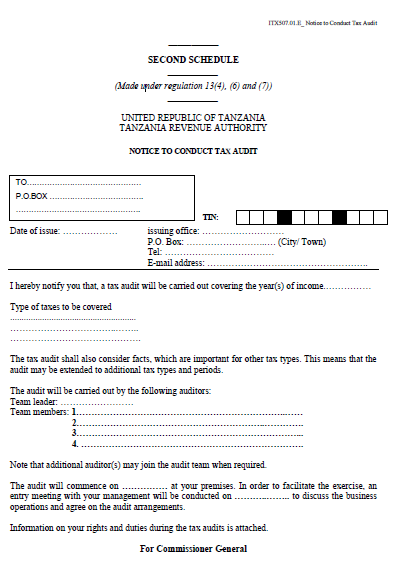 ITX507.01.E_ Notice to Conduct Tax Audit
SECOND SCHEDULE
(Made under regulation 13(4), (6) and (7))
UNITED REPUBLIC OF TANZANIA
TANZANIA REVENUE AUTHORITY
NOTICE TO CONDUCT TAX AUDIT
TO..........................................
P.O.BOX ...................................
..............................................
TIN:
Date of issue: ………………
issuing office: ………………………
P.O. Box: ………………………..… (City/ Town)
Tel: ………………………………
E-mail address: ……………………………………………..
I hereby notify you that, a tax audit will be carried out covering the year(s) of income……………
Type of taxes to be covered
................................................
……………………………..……..
…………………………………….
The tax audit shall also consider facts, which are important for other tax types. This means that the
audit may be extended to additional tax types and periods.
The audit will be carried out by the following auditors:
Team leader: ……………………
Team members: 1……………………………………………………..……
2……………………………………………………..………...
3……………………………………………………..………...
4. ……………………………………………………………….
Note that additional auditor(s) may join the audit team when required.
The audit will commence on …………… at your premises. In order to facilitate the exercise, an
entry meeting with your management will be conducted on ………..…….. to discuss the business
operations and agree on the audit arrangements.
Information on your rights and duties during the tax audits is attached.
For Commissioner General